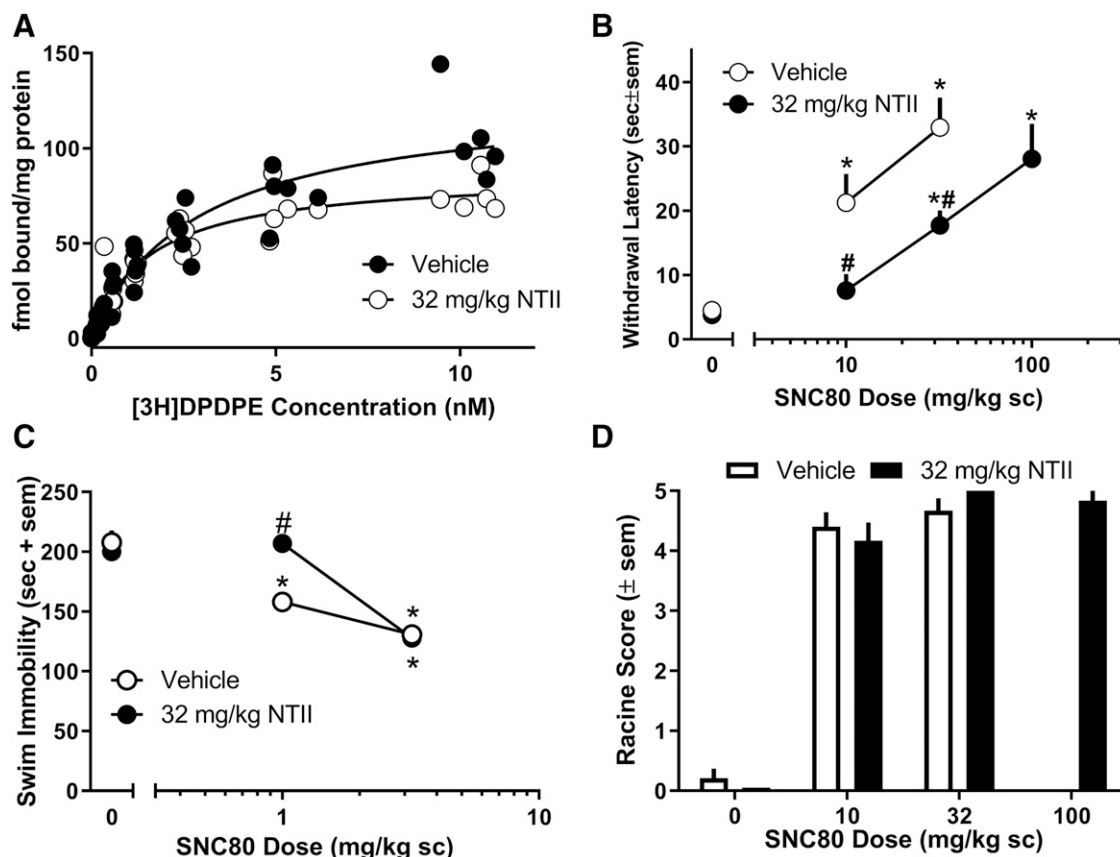 A
150
100
50
0
fmol bound/mg protein
Vehicle
32 mg/kg NTII
0
5
10
[3H]DPDPE Concentration (nM)
B
Vehicle
32 mg/kg NTII
40
30
20
10
0
Withdrawal Latency (sec±sem)
*
*
#
*#
*
0
10
100
SNC80 Dose (mg/kg sc)
C
250
200
150
100
50
0
Swim Immobility (sec + sem)
#
*
*
*
Vehicle
32 mg/kg NTII
0
1
10
SNC80 Dose (mg/kg sc)
D
Vehicle
32 mg/kg NTII
5
4
3
2
1
0
Racine Score (± sem)
0
10
32
100
SNC80 Dose (mg/kg sc)